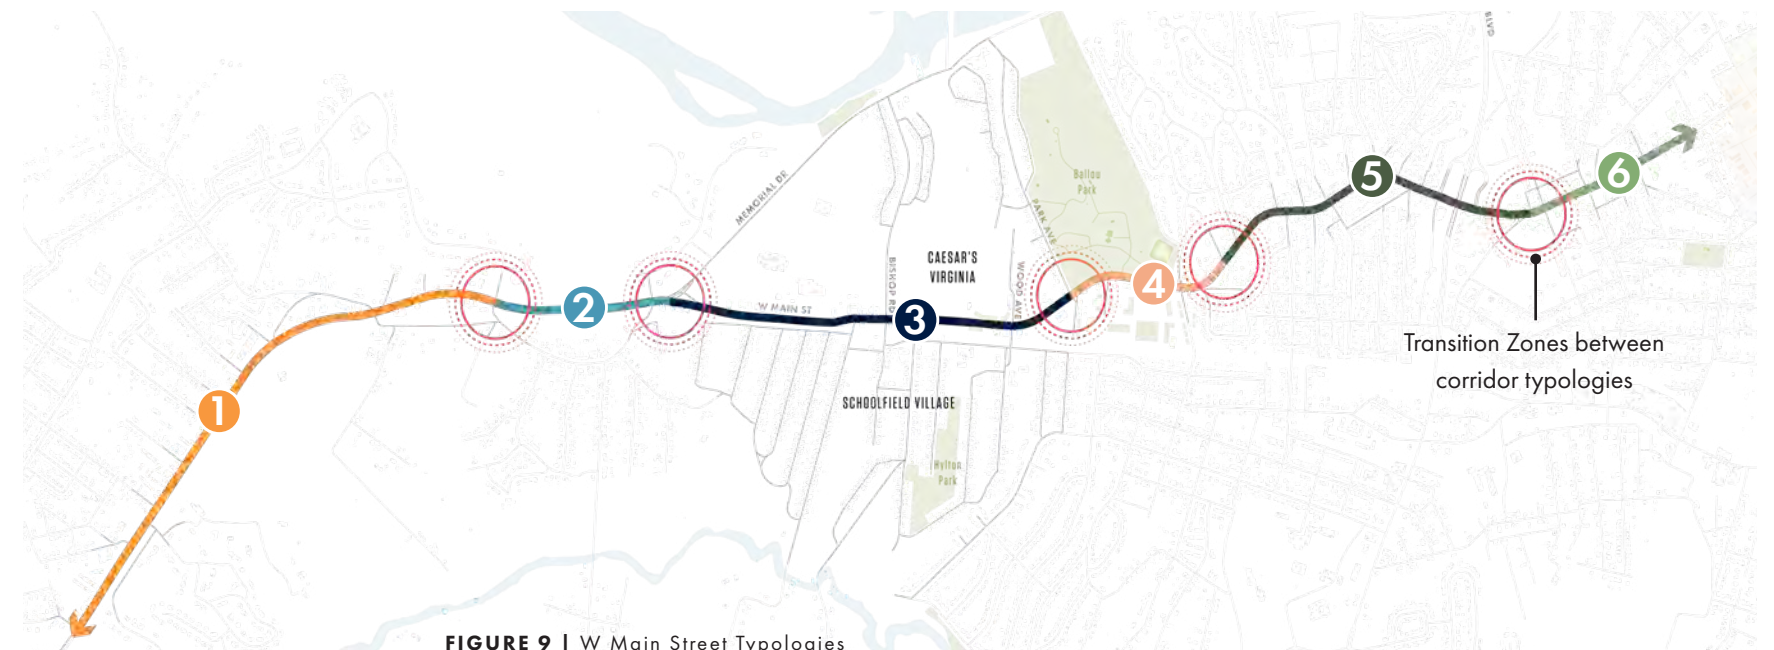 BLVD
5
6
Ballou
Park
MEMORIAL DR
PARK AVE
CAESAR'S
VIRGINIA
BISHOP RD
WOOD AVE
4
2
W MAIN ST
3
Transition Zones between
corridor typologies
1
SCHOOLFIELD VILLAGE
Hylton
Park
FIGURE 9 | W Main Street Typologies